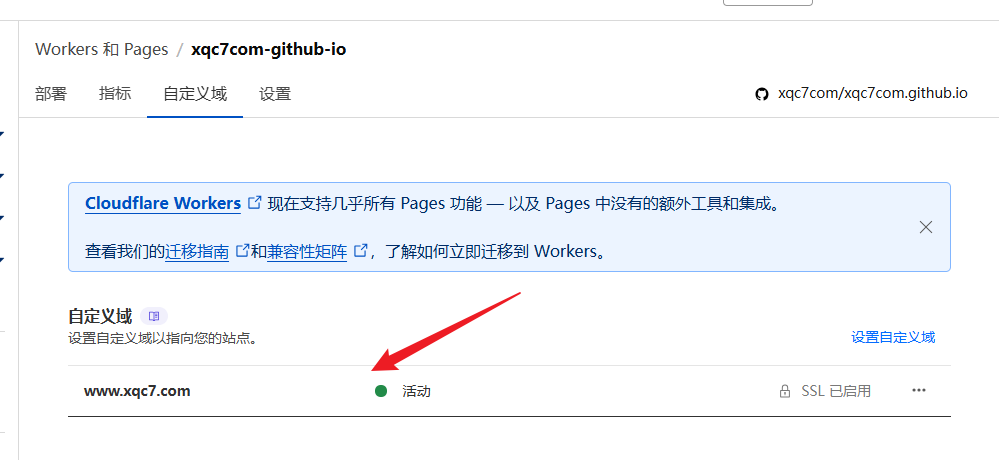 Workers 和 Pages / xqc7com-github-io
部署 指标 自定义域 设置 xqc7com/xqc7com.github.io
Cloudflare Workers 现在支持几乎所有 Pages 功能 — 以及 Pages 中没有的额外工具和集成。
查看我们的迁移指南 和兼容性矩阵 ，了解如何立即迁移到 Workers。
自定义域
设置自定义域以指向您的站点。 设置自定义域
www.xqc7.com 活动 SSL 已启用 ···